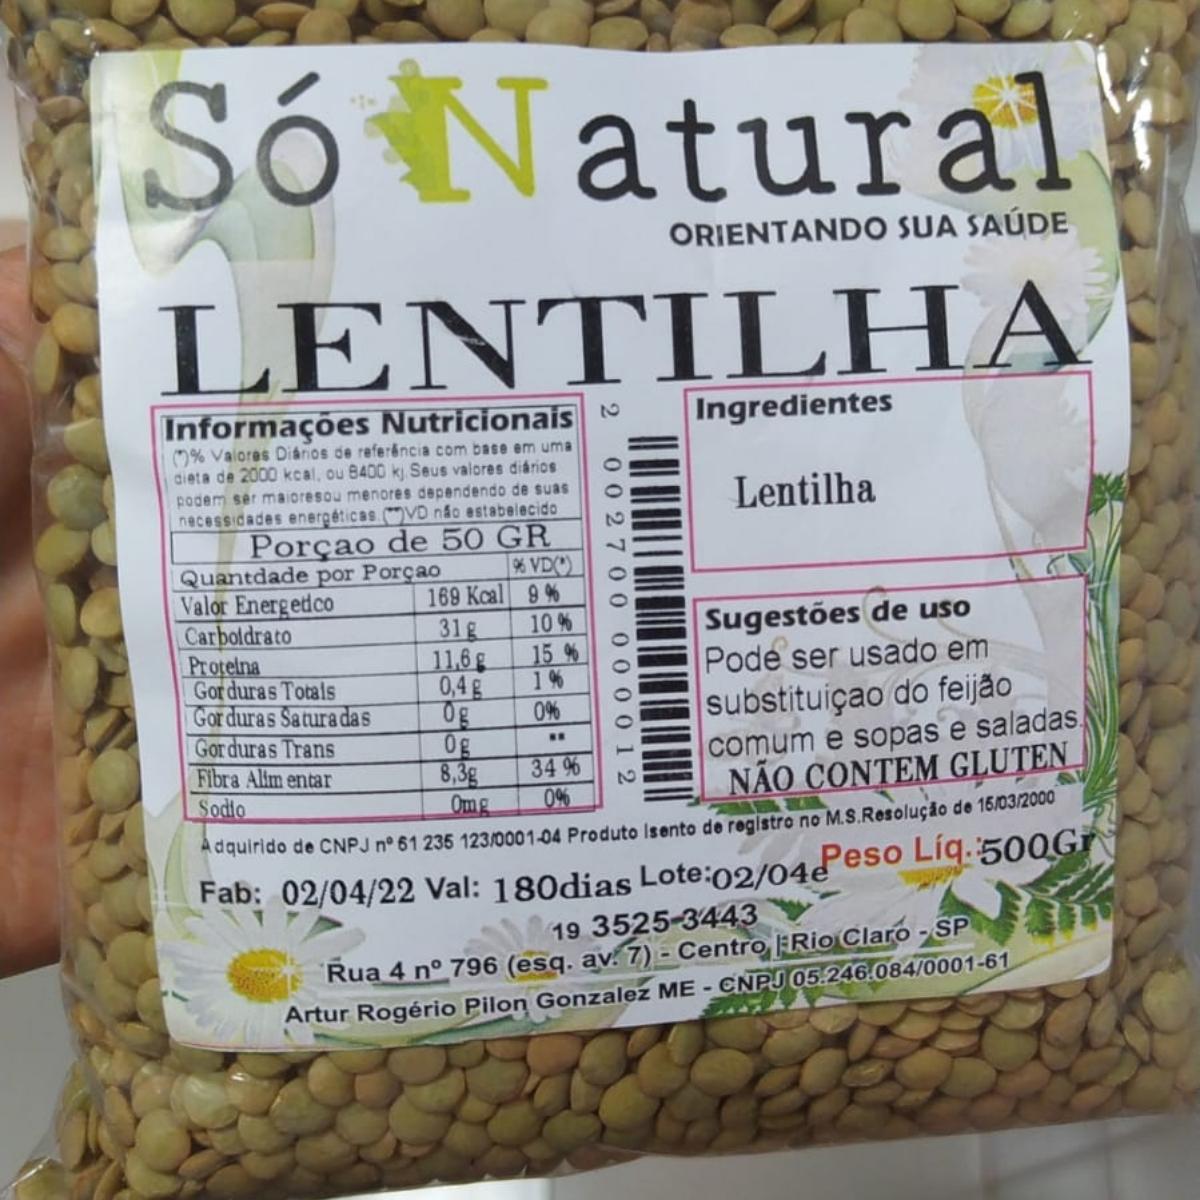 Só Natural
ORIENTANDO SUA SAÚDE
LENTILHA
Informações Nutricionais
(*)% Valores Diários de referência com base em uma
dieta de 2000 kcal, ou 8400 kj.Seus valores diários
podem ser maioresou menores dependendo de suas
necessidades energéticas.(**)VD não estabelecido
Porçao de 50 GR
Quantdade por Porçao % VD(*)
Valor Energetico 169 Kcal 9 %
Carboidrato 31 g 10 %
Proteina 11,6 g 15 %
Gorduras Totais 0,4 g 1 %
Gorduras Saturadas 0 g 0%
Gorduras Trans 0 g **
Fibra Alimentar 8,3g 34 %
Sodio 0mg 0%
2 002700 000012
Ingredientes
Lentilha
Sugestões de uso
Pode ser usado em
substituiçao do feijão
comum e sopas e saladas.
NÃO CONTEM GLUTEN
Adquirido de CNPJ nº 61 235 123/0001-04 Produto isento de registro no M.S.Resolução de 15/03/2000
Peso Líq.:500Gr
Fab: 02/04/22 Val: 180dias Lote:02/04e
19 3525-3443
Rua 4 nº 796 (esq. av. 7) - Centro | Rio Claro - SP
Artur Rogério Pilon Gonzalez ME - CNPJ 05.246.084/0001-61